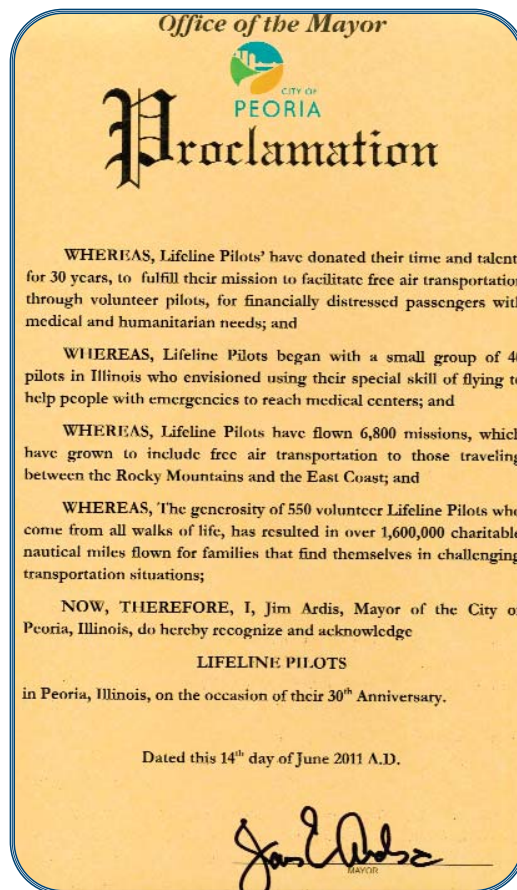 Office of the Mayor
CITY OF
PEORIA
Proclamation
WHEREAS, Lifeline Pilots' have donated their time and talent
for 30 years, to fulfill their mission to facilitate free air transportation
through volunteer pilots, for financially distressed passengers with
medical and humanitarian needs; and
WHEREAS, Lifeline Pilots began with a small group of 40
pilots in Illinois who envisioned using their special skill of flying to
help people with emergencies to reach medical centers; and
WHEREAS, Lifeline Pilots have flown 6,800 missions, which
have grown to include free air transportation to those traveling
between the Rocky Mountains and the East Coast; and
WHEREAS, The generosity of 550 volunteer Lifeline Pilots who
come from all walks of life, has resulted in over 1,600,000 charitable
nautical miles flown for families that find themselves in challenging
transportation situations;
NOW, THEREFORE, I, Jim Ardis, Mayor of the City of
Peoria, Illinois, do hereby recognize and acknowledge
LIFELINE PILOTS
in Peoria, Illinois, on the occasion of their 30th Anniversary.
Dated this 14th day of June 2011 A.D.
MAYOR